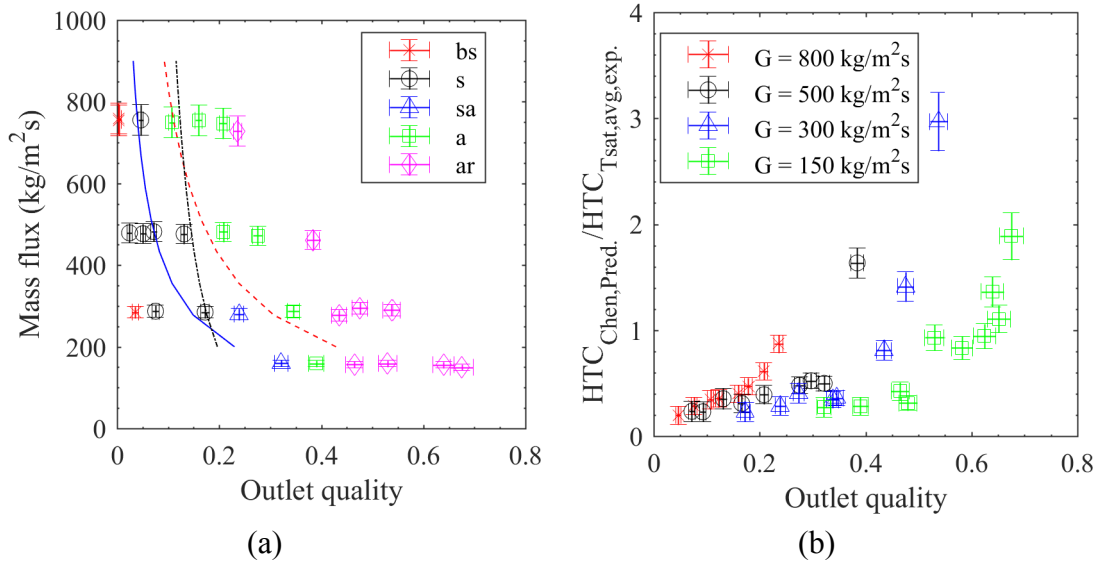 1000
800
600
400
200
0
Mass flux (kg/m²s)
bs
s
sa
a
ar
0 0.2 0.4 0.6 0.8
Outlet quality
(a)
4
3
2
1
0
HTC_Chen,Pred./HTC_Tsat,avg,exp.
G = 800 kg/m²s
G = 500 kg/m²s
G = 300 kg/m²s
G = 150 kg/m²s
0 0.2 0.4 0.6 0.8
Outlet quality
(b)